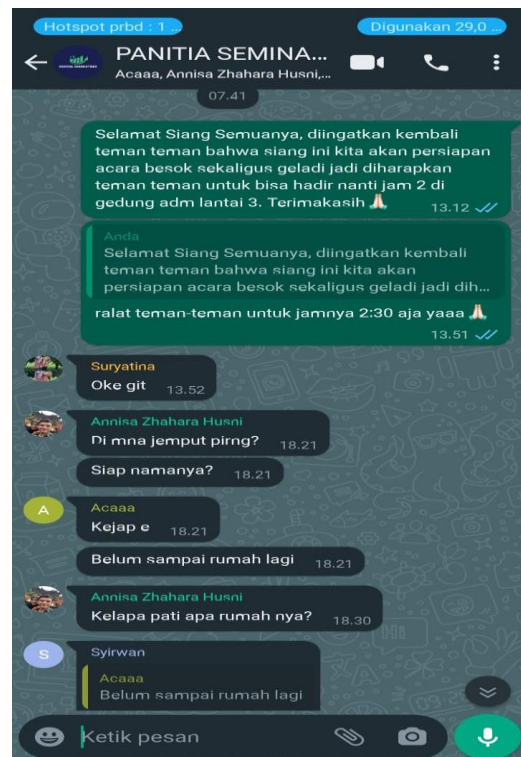 Hotspot prbd : 1 ...
Digunakan 29,0 ...
PANITIA SEMINA...
Acaaa, Annisa Zhahara Husni,...
07.41
Selamat Siang Semuanya, diingatkan kembali
teman teman bahwa siang ini kita akan persiapan
acara besok sekaligus geladi jadi diharapkan
teman teman untuk bisa hadir nanti jam 2 di
gedung adm lantai 3. Terimakasih 🙏🏻
13.12
Anda
Selamat Siang Semuanya, diingatkan kembali
teman teman bahwa siang ini kita akan
persiapan acara besok sekaligus geladi jadi dih...
ralat teman-teman untuk jamnya 2:30 aja yaaa 🙏🏻
13.51
Suryatina
Oke git 13.52
Annisa Zhahara Husni
Di mna jemput pirng? 18.21
Siap namanya? 18.21
A
Acaaa
Kejap e 18.21
Belum sampai rumah lagi 18.21
Annisa Zhahara Husni
Kelapa pati apa rumah nya? 18.30
S
Syirwan
Acaaa
Belum sampai rumah lagi
Ketik pesan